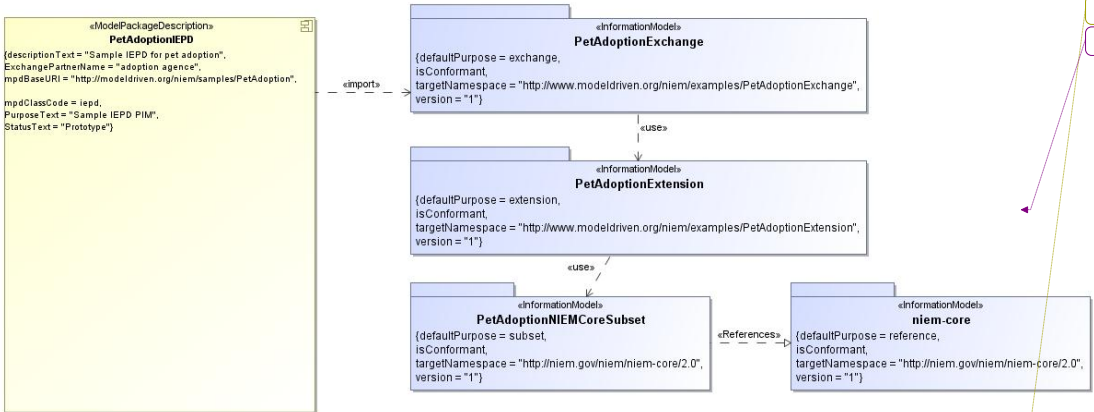 «ModelPackageDescription»
PetAdoptionIEPD
{descriptionText = "Sample IEPD for pet adoption",
ExchangePartnerName = "adoption agence",
mpdBaseURI = "http://modeldriven.org/niem/samples/PetAdoption",
mpdClassCode = iepd,
PurposeText = "Sample IEPD PIM",
StatusText = "Prototype"}
«import»
«InformationModel»
PetAdoptionExchange
{defaultPurpose = exchange,
isConformant,
targetNamespace = "http://www.modeldriven.org/niem/examples/PetAdoptionExchange",
version = "1"}
«use»
«InformationModel»
PetAdoptionExtension
{defaultPurpose = extension,
isConformant,
targetNamespace = "http://www.modeldriven.org/niem/examples/PetAdoptionExtension",
version = "1"}
«use»
«InformationModel»
PetAdoptionNIEMCoreSubset
{defaultPurpose = subset,
isConformant,
targetNamespace = "http://niem.gov/niem/niem-core/2.0",
version = "1"}
«References»
«InformationModel»
niem-core
{defaultPurpose = reference,
isConformant,
targetNamespace = "http://niem.gov/niem/niem-core/2.0",
version = "1"}